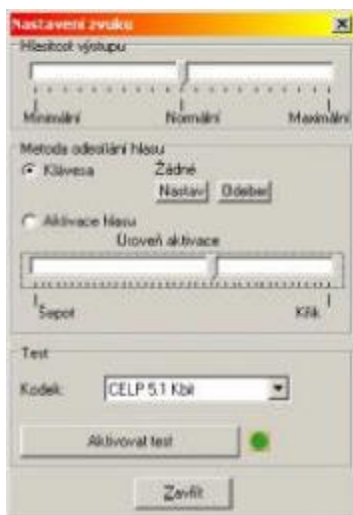 Nastavení zvuku
Hlasitost výstupu
Minimální Normální Maximální
Metoda odesílání hlasu
Klávesa Žádné
Nastav Odeber
Aktivace hlasu
Úroveň aktivace
Šepot Křik
Test
Kodek: CELP 5.1 Kbit
Aktivovat test
Zavřít